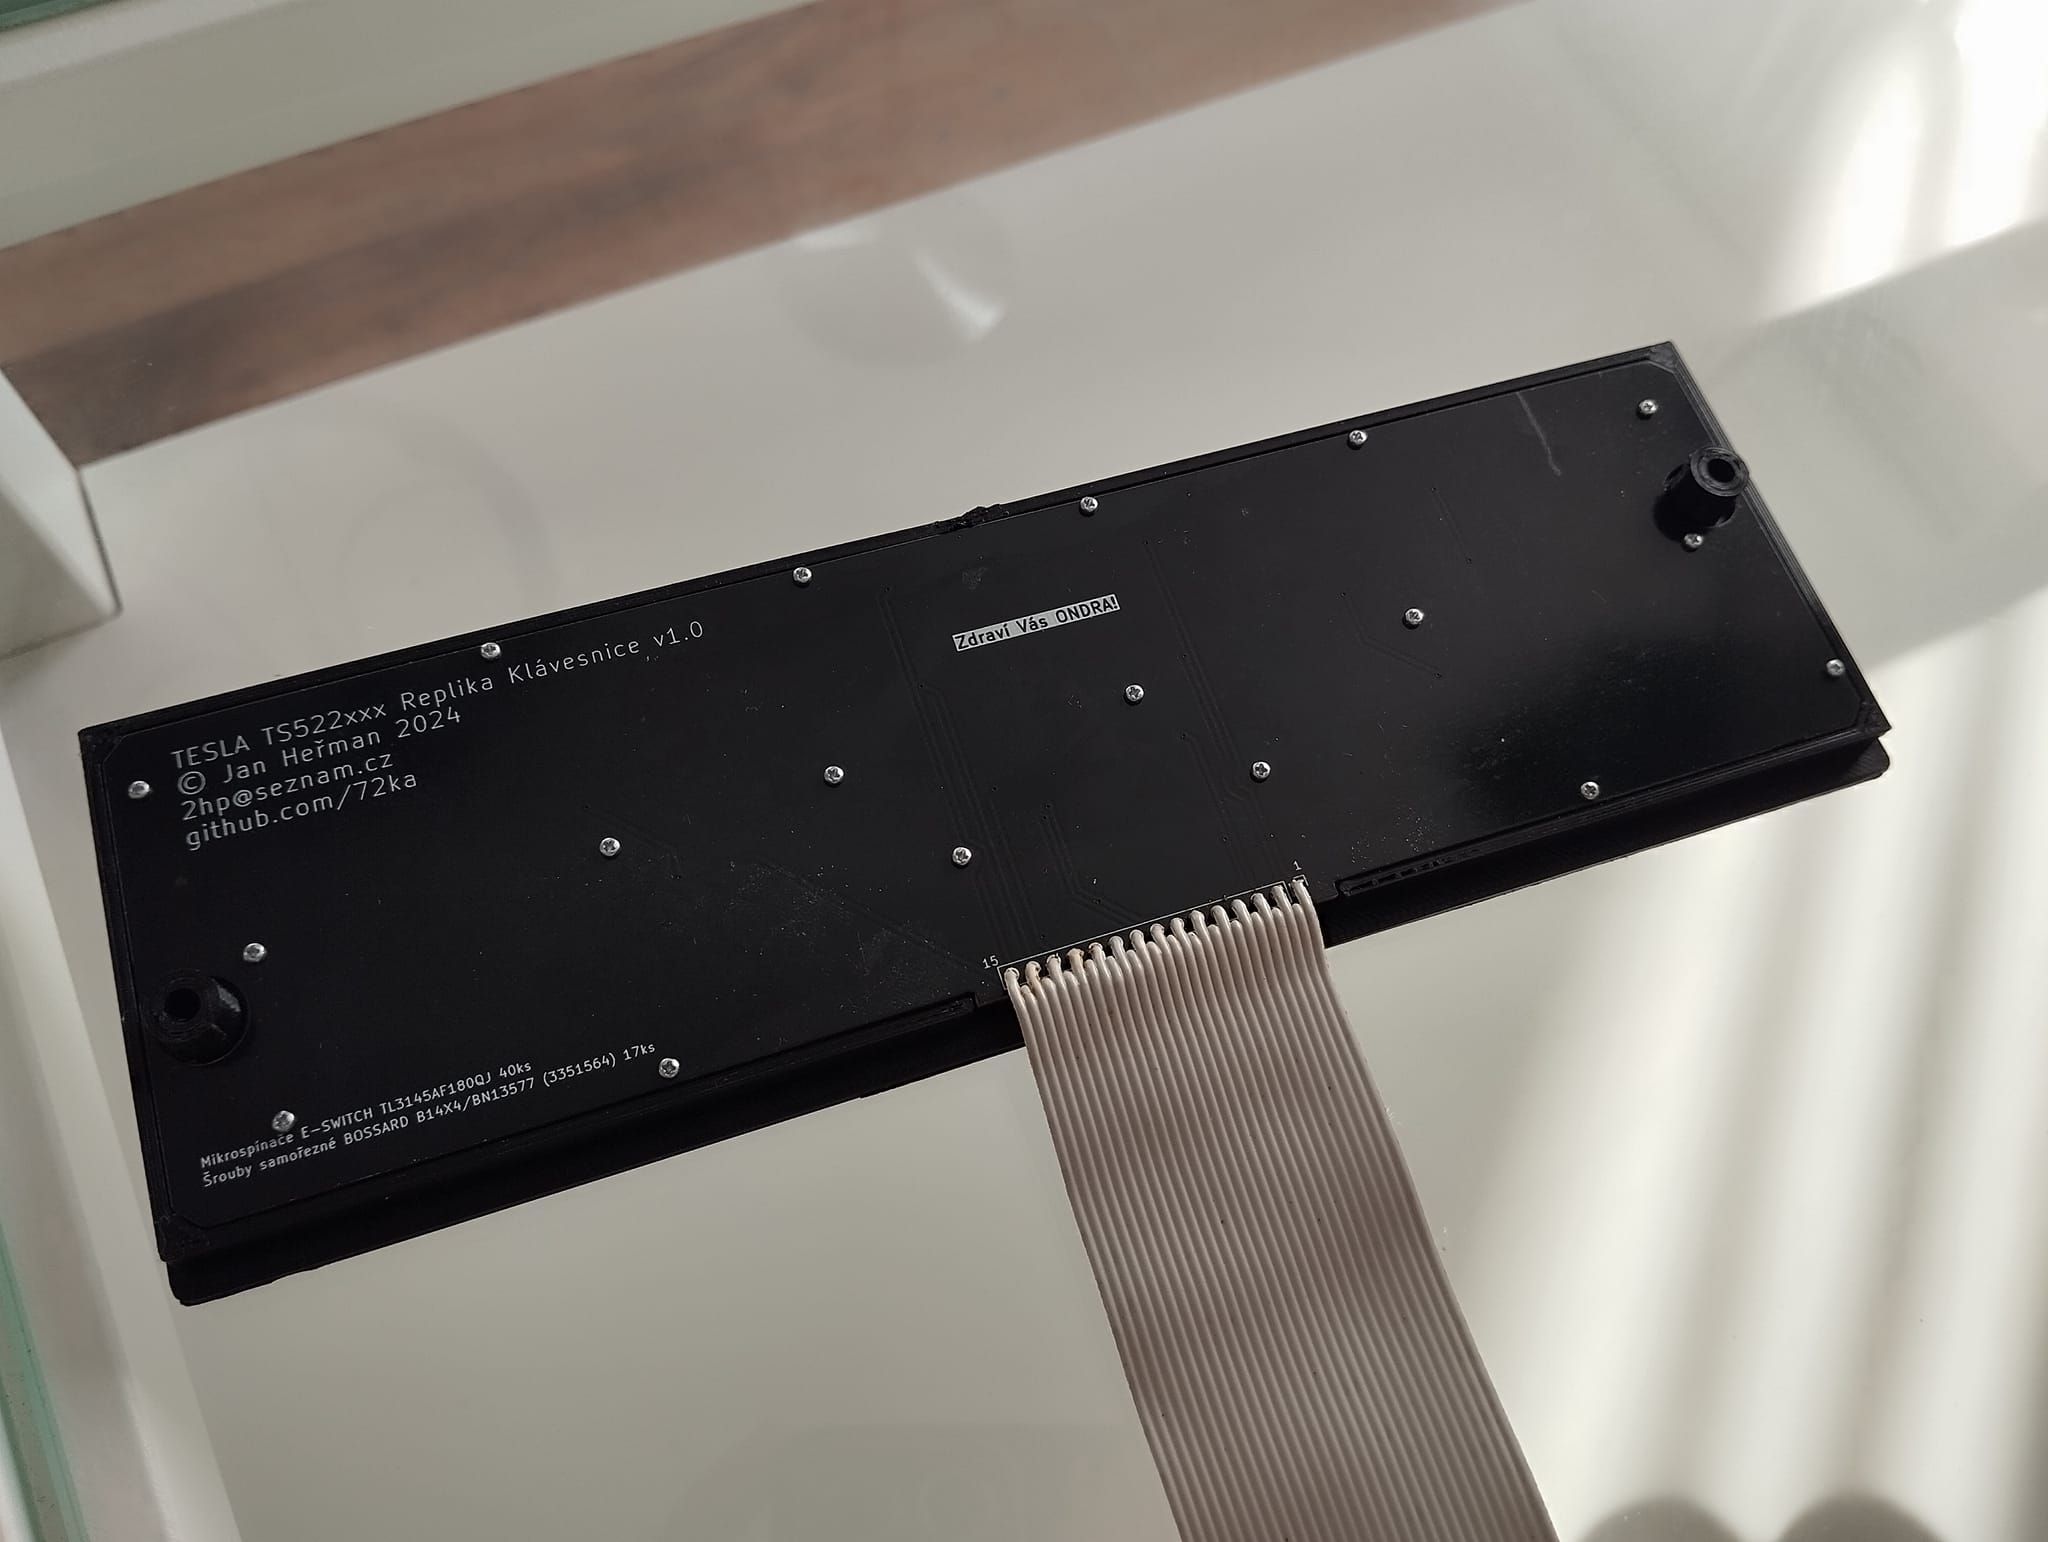 TESLA TS522xxx Replika Klávesnice v1.0
© Jan Heřman 2024
2hp@seznam.cz
github.com/72ka
Zdraví Vás ONDRA!
1
15
Mikrospínače E-SWITCH TL3145AF180QJ 40ks
Šrouby samořezné BOSSARD B14X4/BN13577 (3351564) 17ks